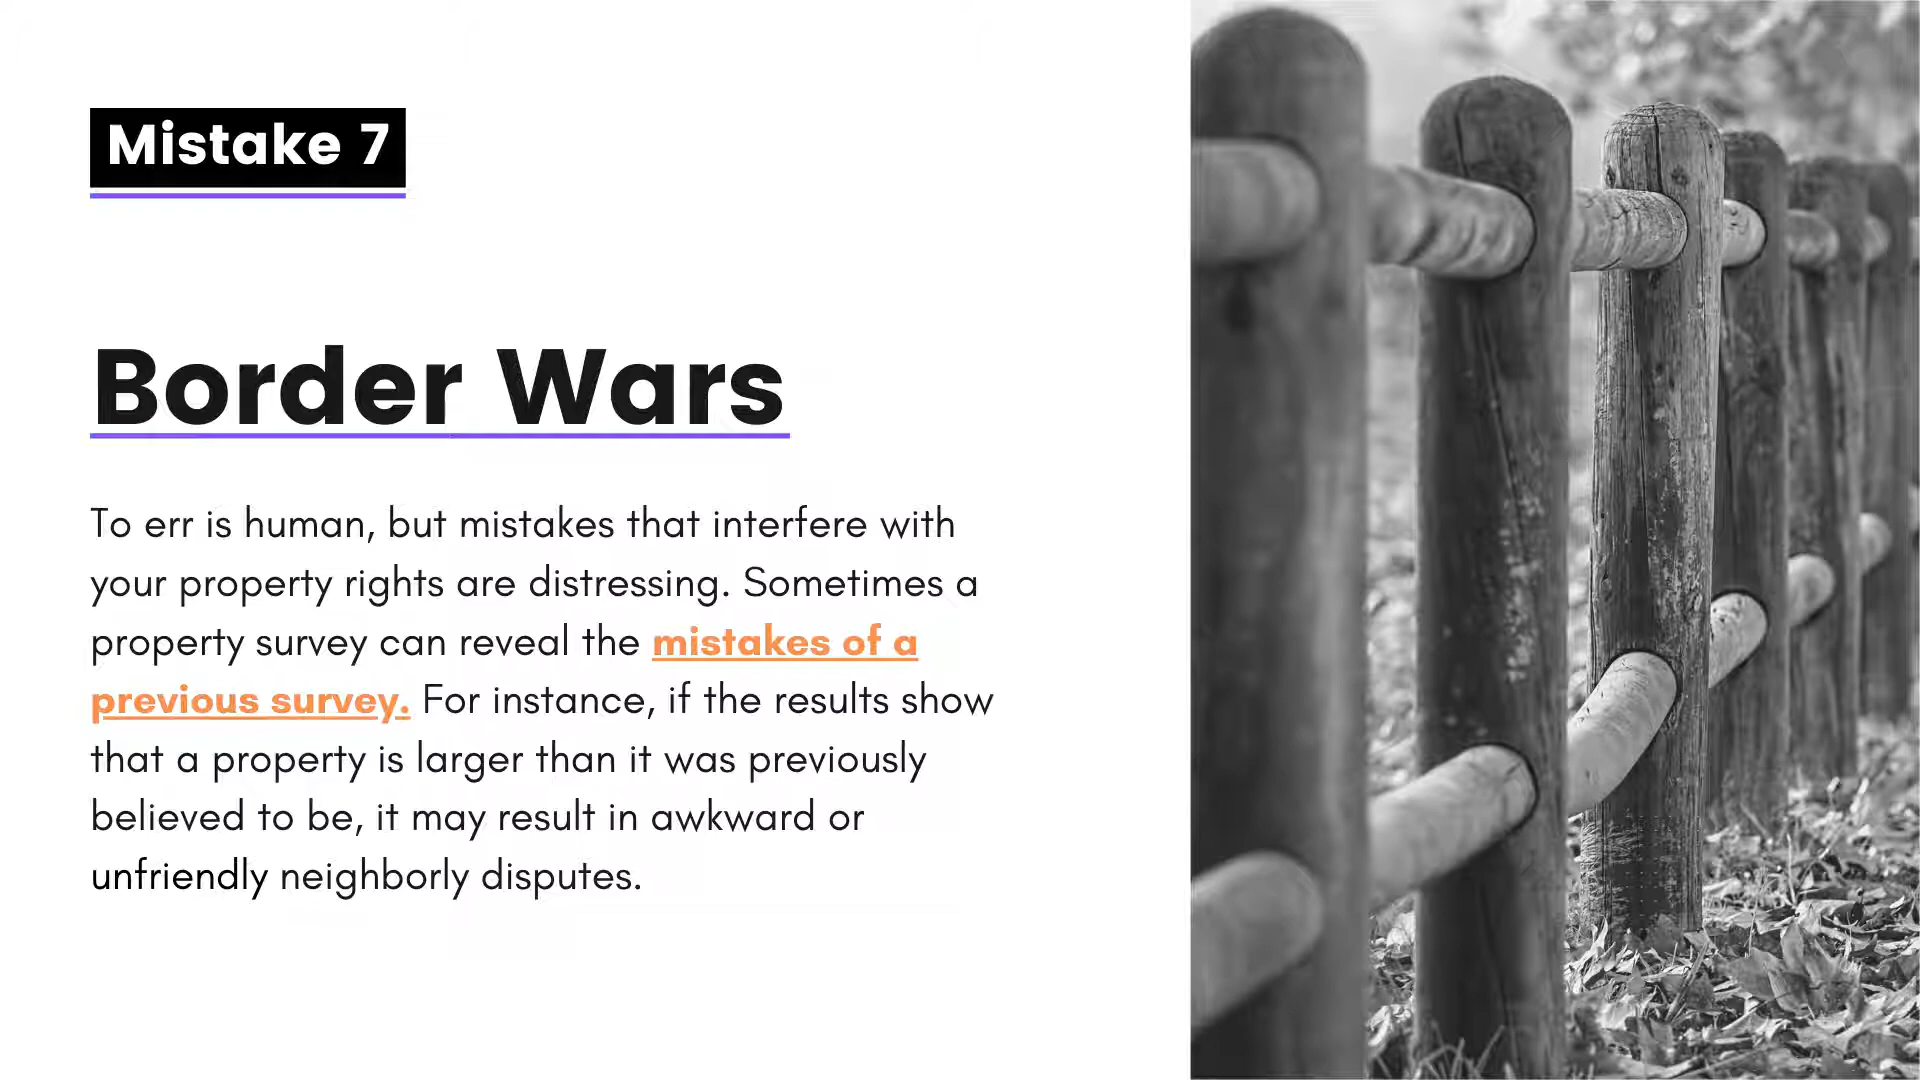 Mistake 7
Border Wars
To err is human, but mistakes that interfere with
your property rights are distressing. Sometimes a
property survey can reveal the mistakes of a
previous survey. For instance, if the results show
that a property is larger than it was previously
believed to be, it may result in awkward or
unfriendly neighborly disputes.